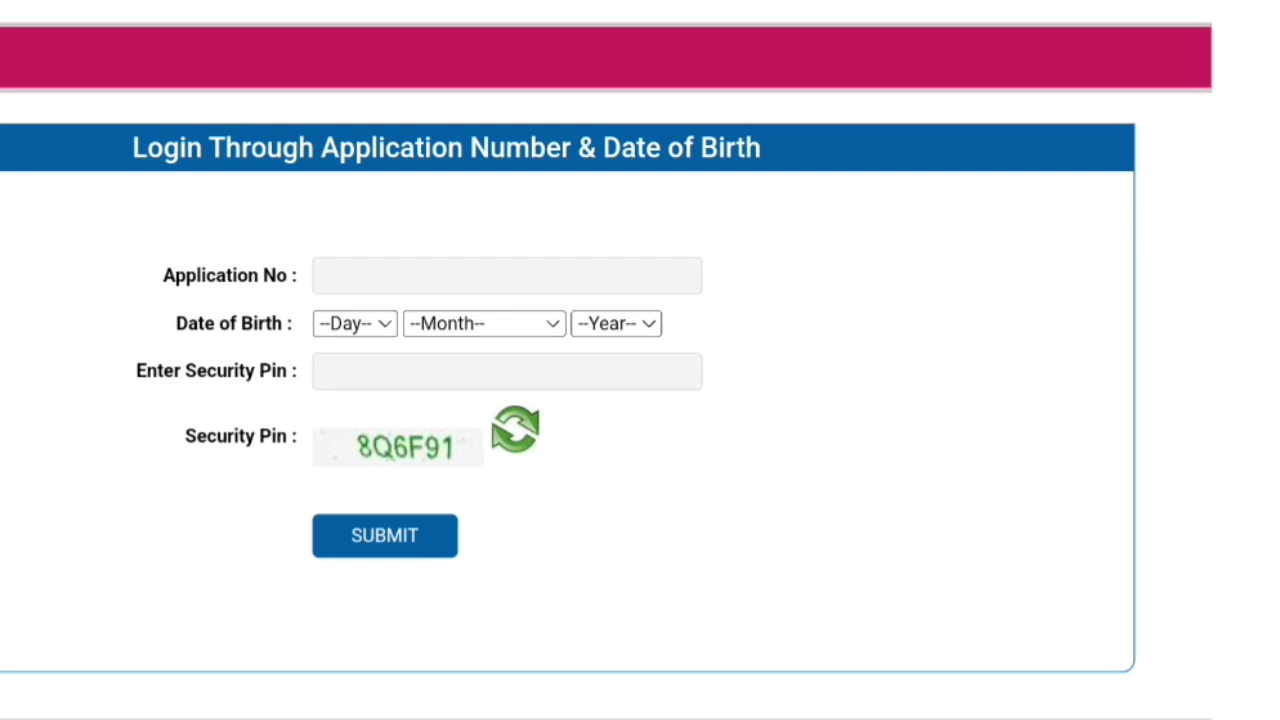 Login Through Application Number & Date of Birth
Application No :
Date of Birth : --Day-- --Month-- --Year--
Enter Security Pin :
Security Pin : 8Q6F91
SUBMIT